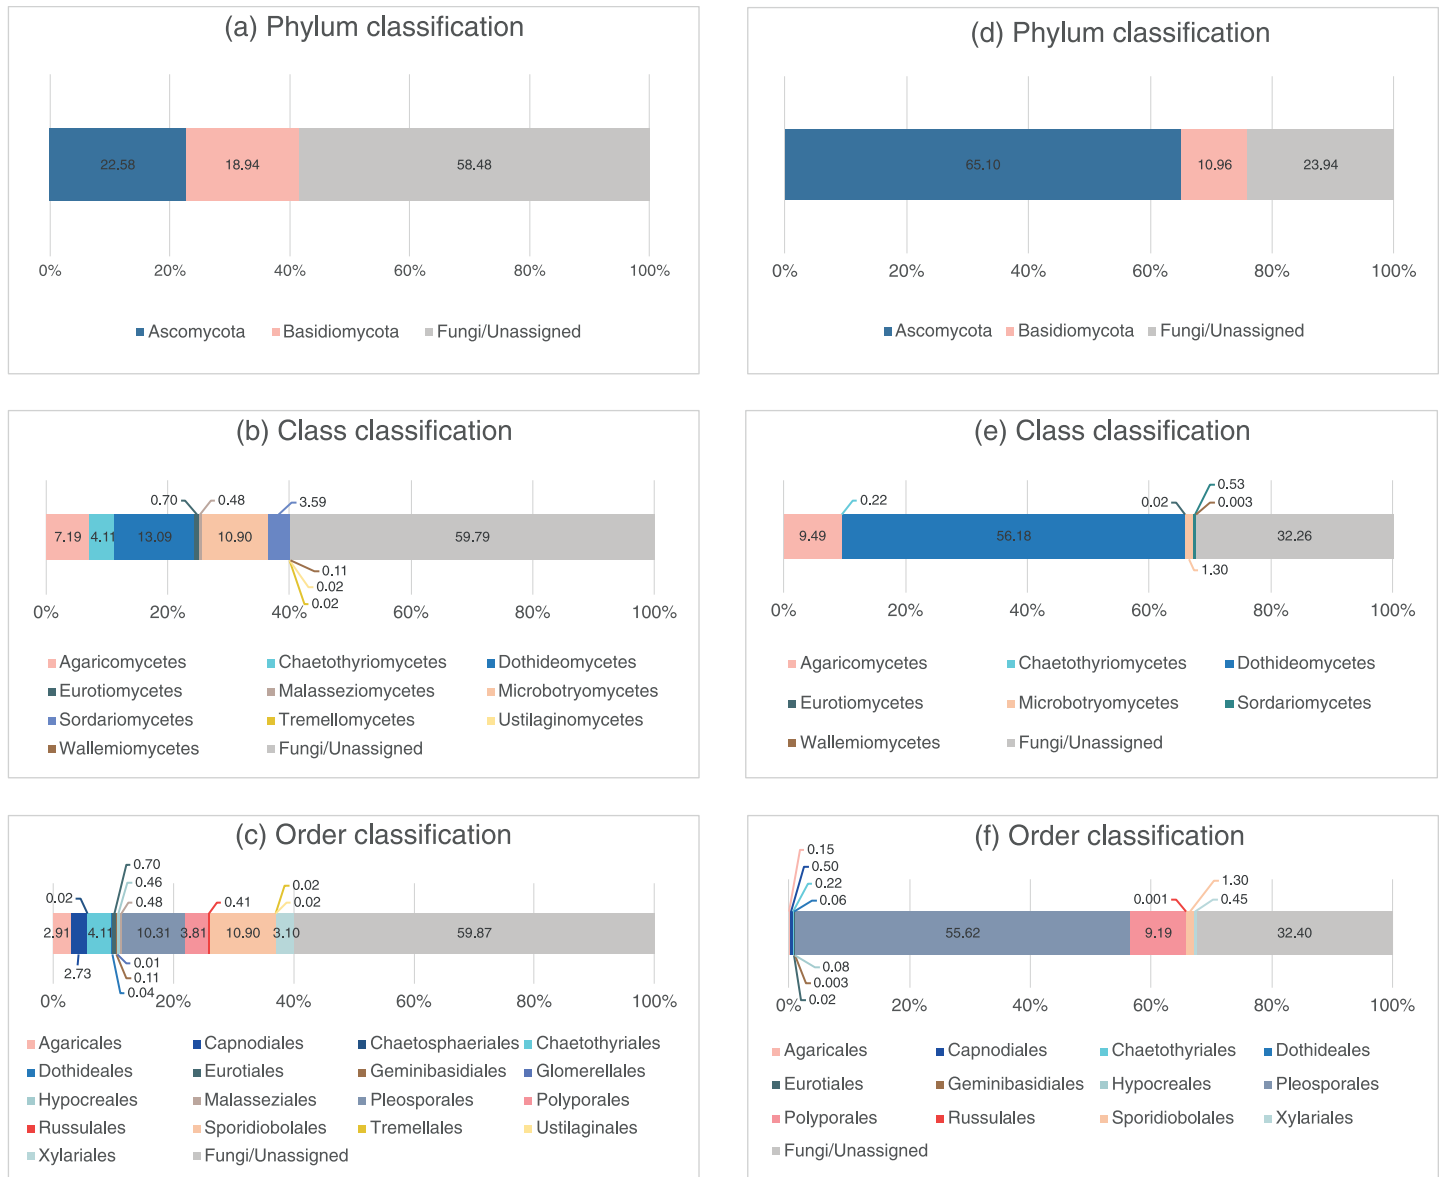 (a) Phylum classification
22.58 18.94 58.48
0% 20% 40% 60% 80% 100%
Ascomycota Basidiomycota Fungi/Unassigned
(d) Phylum classification
65.10 10.96 23.94
0% 20% 40% 60% 80% 100%
Ascomycota Basidiomycota Fungi/Unassigned
(b) Class classification
0.70 0.48 3.59
7.19 4.11 13.09 10.90 59.79
0.11
0.02
0.02
0% 20% 40% 60% 80% 100%
Agaricomycetes Chaetothyriomycetes Dothideomycetes
Eurotiomycetes Malasseziomycetes Microbotryomycetes
Sordariomycetes Tremellomycetes Ustilaginomycetes
Wallemiomycetes Fungi/Unassigned
(e) Class classification
0.53
0.22 0.02 0.003
9.49 56.18 32.26
1.30
0% 20% 40% 60% 80% 100%
Agaricomycetes Chaetothyriomycetes Dothideomycetes
Eurotiomycetes Microbotryomycetes Sordariomycetes
Wallemiomycetes Fungi/Unassigned
(c) Order classification
0.70
0.46 0.02
0.02 0.48 0.41 0.02
2.91 4.11 10.31 3.81 10.90 3.10 59.87
0.01
2.73 0.11
0.04
0% 20% 40% 60% 80% 100%
Agaricales Capnodiales Chaetosphaeriales Chaetothyriales
Dothideales Eurotiales Geminibasidiales Glomerellales
Hypocreales Malasseziales Pleosporales Polyporales
Russulales Sporidiobolales Tremellales Ustilaginales
Xylariales Fungi/Unassigned
(f) Order classification
0.15
0.50
0.22 1.30
0.06 0.001 0.45
55.62 9.19 32.40
0.08
0.003
0.02
0% 20% 40% 60% 80% 100%
Agaricales Capnodiales Chaetothyriales Dothideales
Eurotiales Geminibasidiales Hypocreales Pleosporales
Polyporales Russulales Sporidiobolales Xylariales
Fungi/Unassigned